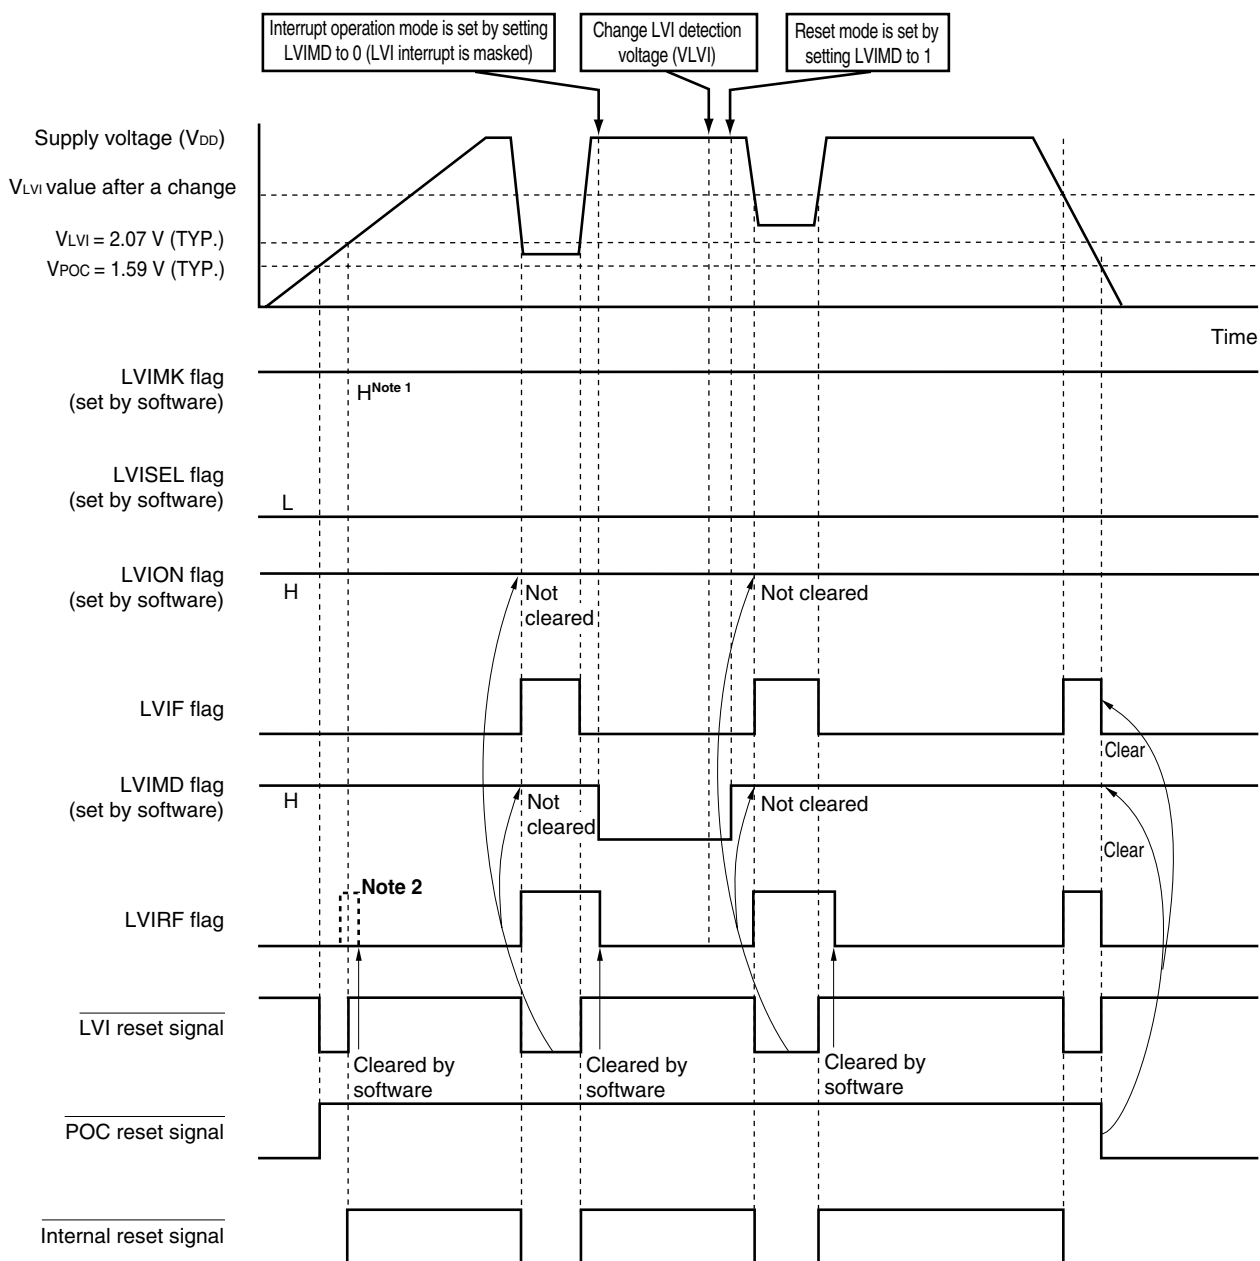 Interrupt operation mode is set by setting
LVIMD to 0 (LVI interrupt is masked)
Change LVI detection
voltage (VLVI)
Reset mode is set by
setting LVIMD to 1
Supply voltage (VDD)
VLVI value after a change
VLVI = 2.07 V (TYP.)
VPOC = 1.59 V (TYP.)
Time
LVIMK flag
(set by software)
H Note 1
LVISEL flag
(set by software)
L
LVION flag
(set by software)
H
Not
cleared
Not cleared
LVIF flag
Clear
LVIMD flag
(set by software)
H
Not
cleared
Not cleared
Clear
Note 2
LVIRF flag
LVI reset signal
Cleared by
software
Cleared by
software
Cleared by
software
POC reset signal
Internal reset signal